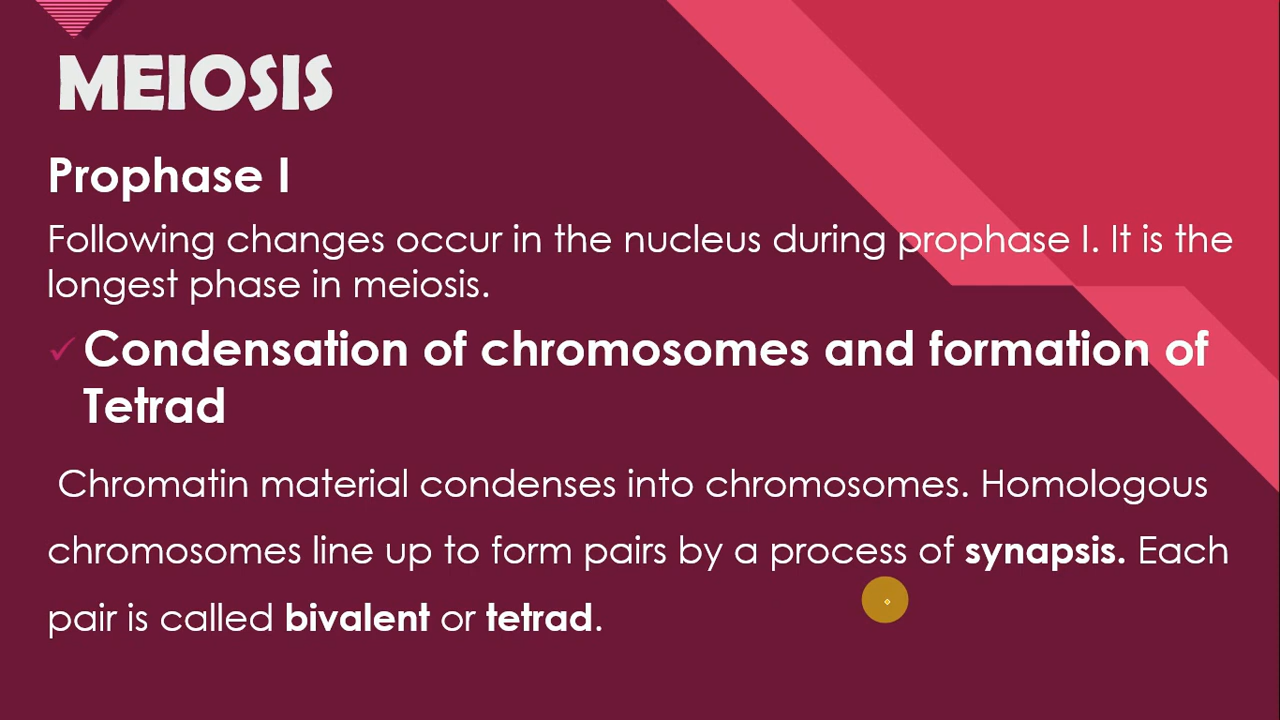 MEIOSIS
Prophase I
Following changes occur in the nucleus during prophase I. It is the
longest phase in meiosis.
✓ Condensation of chromosomes and formation of
Tetrad
Chromatin material condenses into chromosomes. Homologous
chromosomes line up to form pairs by a process of synapsis. Each
pair is called bivalent or tetrad.